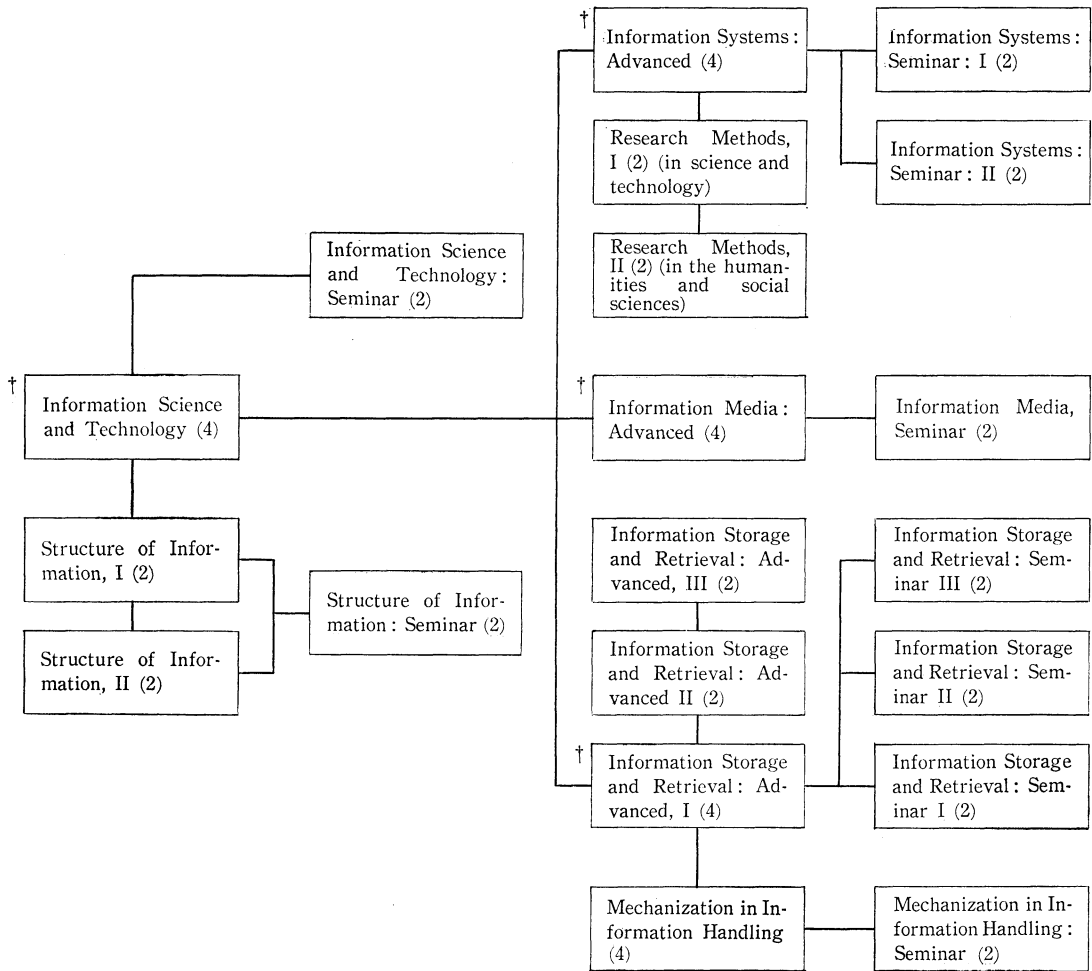 †
Information Systems:
Advanced (4)
Information Systems:
Seminar: I (2)
Research Methods,
I (2) (in science and
technology)
Information Systems:
Seminar: II (2)
Research Methods,
II (2) (in the human-
ities and social
sciences)
Information Science
and Technology:
Seminar (2)
†
Information Science
and Technology (4)
†
Information Media:
Advanced (4)
Information Media,
Seminar (2)
Structure of Infor-
mation, I (2)
Structure of Infor-
mation: Seminar (2)
Structure of Infor-
mation, II (2)
Information Storage
and Retrieval: Ad-
vanced, III (2)
Information Storage
and Retrieval: Sem-
inar III (2)
Information Storage
and Retrieval: Ad-
vanced II (2)
Information Storage
and Retrieval: Sem-
inar II (2)
†
Information Storage
and Retrieval: Ad-
vanced, I (4)
Information Storage
and Retrieval: Sem-
inar I (2)
Mechanization in In-
formation Handling
(4)
Mechanization in In-
formation Handling:
Seminar (2)